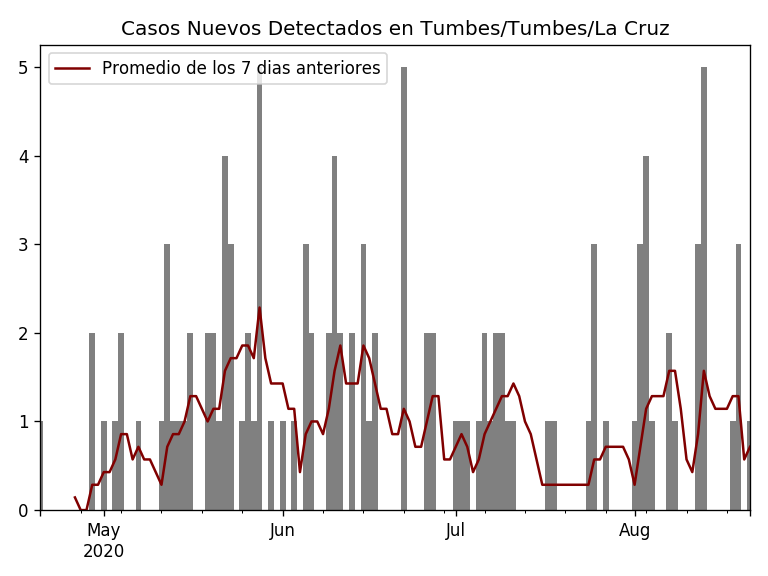 Casos Nuevos Detectados en Tumbes/Tumbes/La Cruz
Promedio de los 7 dias anteriores
5
4
3
2
1
0
May
2020
Jun
Jul
Aug